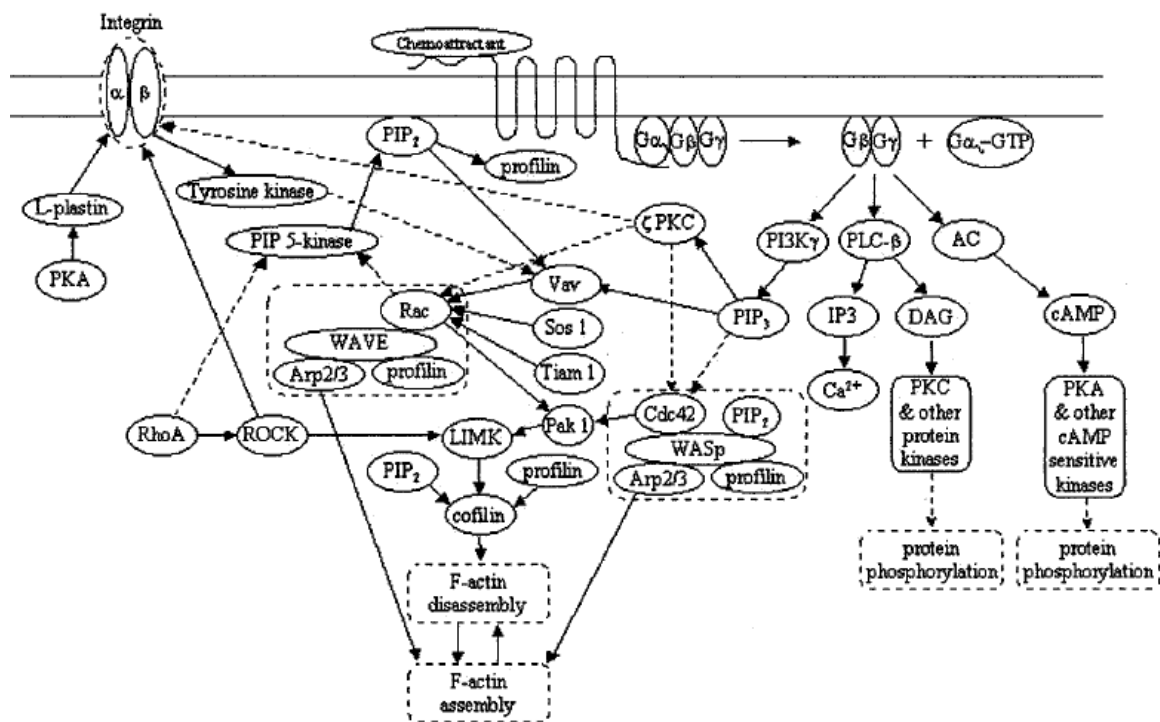 Integrin
Chemoattractant
α β
PIP₂
profilin
Gα Gβ Gγ
Gβ Gγ + Gαᵢ-GTP
Tyrosine kinase
L-plastin
PIP 5-kinase
PKA
ζPKC
PI3Kγ
PLC-β
AC
Vav
Rac
Sos 1
PIP₃
IP3
DAG
cAMP
WAVE
Arp2/3
profilin
Tiam 1
Ca²⁺
PKC
& other
protein
kinases
PKA
& other
cAMP
sensitive
kinases
RhoA
ROCK
LIMK
Pak 1
Cdc42
PIP₂
WASp
Arp2/3
profilin
PIP₂
profilin
cofilin
F-actin
disassembly
protein
phosphorylation
protein
phosphorylation
F-actin
assembly